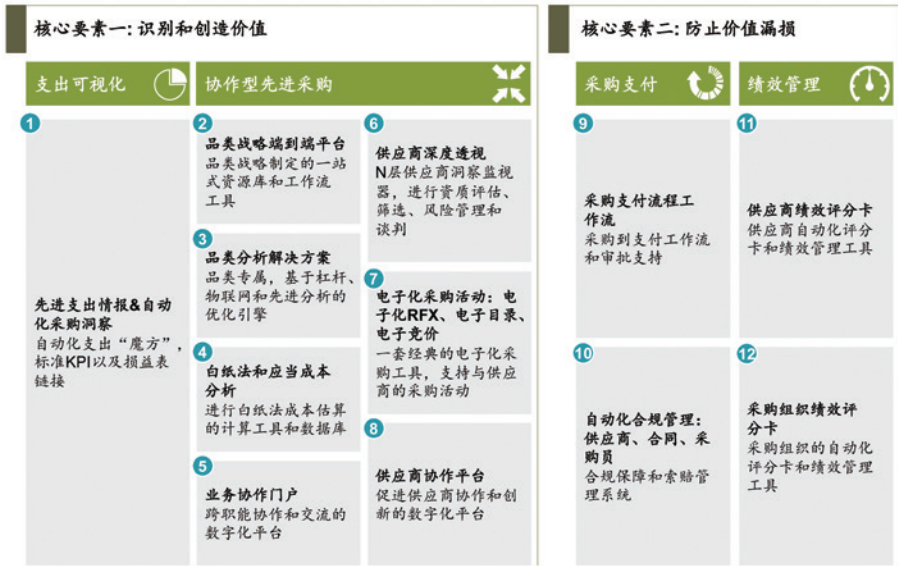 核心要素一: 识别和创造价值
支出可视化
协作型先进采购
1
先进支出情报&自动
化采购洞察
自动化支出“魔方”,
标准KPI以及损益表
链接
2
品类战略端到端平台
品类战略制定的一站
式资源库和工作流
工具
3
品类分析解决方案
品类专属，基于杠杆、
物联网和先进分析的
优化引擎
4
白纸法和应当成本
分析
进行白纸法成本估算
的计算工具和数据库
5
业务协作门户
跨职能协作和交流的
数字化平台
6
供应商深度透视
N层供应商洞察监视
器，进行资质评估、
筛选、风险管理和
谈判
7
电子化采购活动：电
子化RFX、电子目录、
电子竞价
一套经典的电子化采
购工具，支持与供应
商的采购活动
8
供应商协作平台
促进供应商协作和创
新的数字化平台
核心要素二: 防止价值漏损
采购支付
绩效管理
9
采购支付流程工
作流
采购到支付工作流
和审批支持
10
自动化合规管理：
供应商、合同、采
购员
合规保障和索赔管
理系统
11
供应商绩效评分卡
供应商自动化评分
卡和绩效管理工具
12
采购组织绩效评
分卡
采购组织的自动化
评分卡和绩效管理
工具